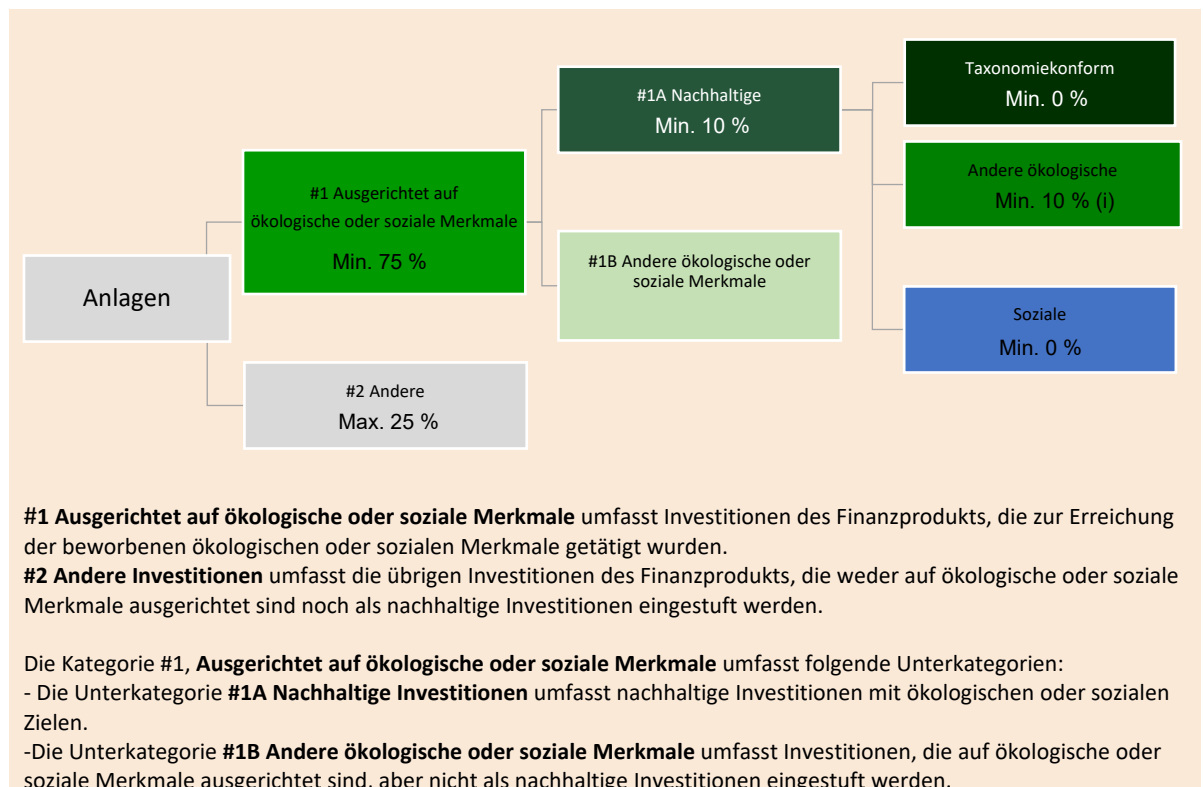 Anlagen
#1 Ausgerichtet auf
ökologische oder soziale Merkmale
Min. 75 %
#2 Andere
Max. 25 %
#1A Nachhaltige
Min. 10 %
#1B Andere ökologische oder
soziale Merkmale
Taxonomiekonform
Min. 0 %
Andere ökologische
Min. 10 % (i)
Soziale
Min. 0 %
#1 Ausgerichtet auf ökologische oder soziale Merkmale umfasst Investitionen des Finanzprodukts, die zur Erreichung
der beworbenen ökologischen oder sozialen Merkmale getätigt wurden.
#2 Andere Investitionen umfasst die übrigen Investitionen des Finanzprodukts, die weder auf ökologische oder soziale
Merkmale ausgerichtet sind noch als nachhaltige Investitionen eingestuft werden.
Die Kategorie #1, Ausgerichtet auf ökologische oder soziale Merkmale umfasst folgende Unterkategorien:
- Die Unterkategorie #1A Nachhaltige Investitionen umfasst nachhaltige Investitionen mit ökologischen oder sozialen
Zielen.
-Die Unterkategorie #1B Andere ökologische oder soziale Merkmale umfasst Investitionen, die auf ökologische oder
soziale Merkmale ausgerichtet sind, aber nicht als nachhaltige Investitionen eingestuft werden.